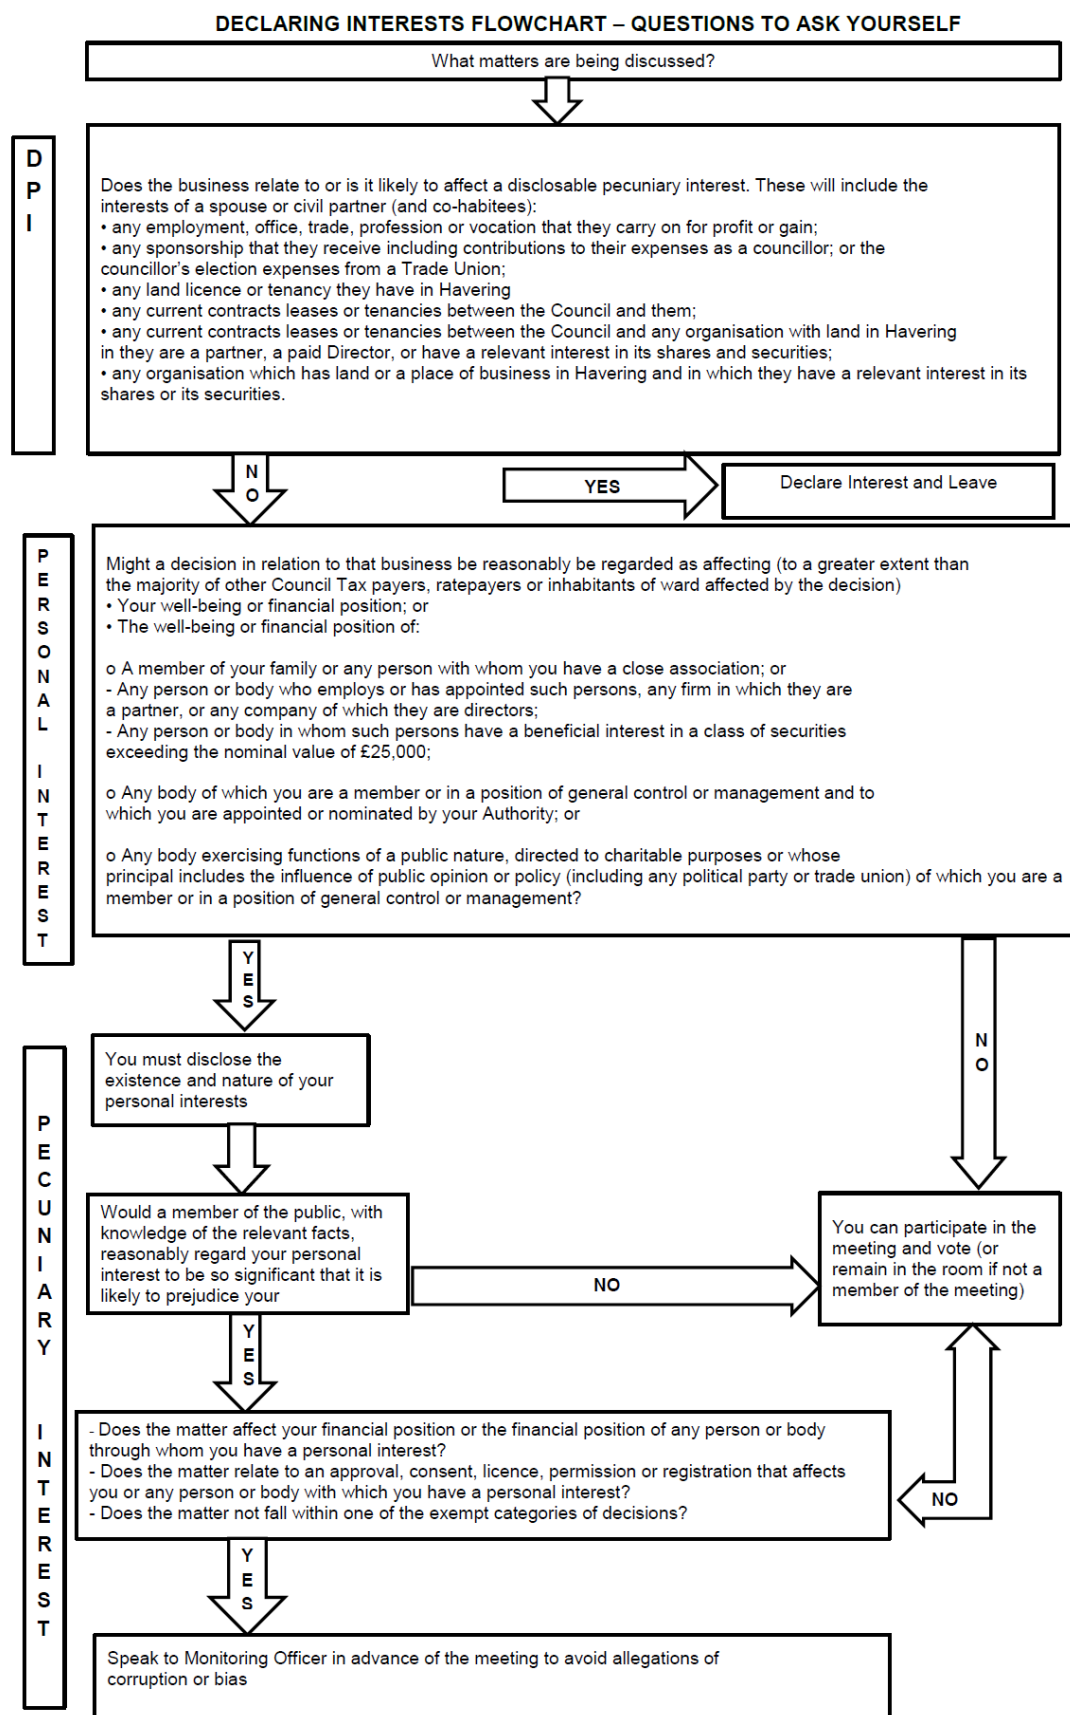 DECLARING INTERESTS FLOWCHART – QUESTIONS TO ASK YOURSELF
What matters are being discussed?
D
P
I
Does the business relate to or is it likely to affect a disclosable pecuniary interest. These will include the
interests of a spouse or civil partner (and co-habitees):
• any employment, office, trade, profession or vocation that they carry on for profit or gain;
• any sponsorship that they receive including contributions to their expenses as a councillor; or the
councillor’s election expenses from a Trade Union;
• any land licence or tenancy they have in Havering
• any current contracts leases or tenancies between the Council and them;
• any current contracts leases or tenancies between the Council and any organisation with land in Havering
in they are a partner, a paid Director, or have a relevant interest in its shares and securities;
• any organisation which has land or a place of business in Havering and in which they have a relevant interest in its
shares or its securities.
N
O
YES
Declare Interest and Leave
P
E
R
S
O
N
A
L
I
N
T
E
R
E
S
T
Might a decision in relation to that business be reasonably be regarded as affecting (to a greater extent than
the majority of other Council Tax payers, ratepayers or inhabitants of ward affected by the decision)
• Your well-being or financial position; or
• The well-being or financial position of:
o A member of your family or any person with whom you have a close association; or
- Any person or body who employs or has appointed such persons, any firm in which they are
a partner, or any company of which they are directors;
- Any person or body in whom such persons have a beneficial interest in a class of securities
exceeding the nominal value of £25,000;
o Any body of which you are a member or in a position of general control or management and to
which you are appointed or nominated by your Authority; or
o Any body exercising functions of a public nature, directed to charitable purposes or whose
principal includes the influence of public opinion or policy (including any political party or trade union) of which you are a
member or in a position of general control or management?
Y
E
S
N
O
You must disclose the
existence and nature of your
personal interests
P
E
C
U
N
I
A
R
Y
I
N
T
E
R
E
S
T
Would a member of the public, with
knowledge of the relevant facts,
reasonably regard your personal
interest to be so significant that it is
likely to prejudice your
NO
You can participate in the
meeting and vote (or
remain in the room if not a
member of the meeting)
Y
E
S
- Does the matter affect your financial position or the financial position of any person or body
through whom you have a personal interest?
- Does the matter relate to an approval, consent, licence, permission or registration that affects
you or any person or body with which you have a personal interest?
- Does the matter not fall within one of the exempt categories of decisions?
NO
Y
E
S
Speak to Monitoring Officer in advance of the meeting to avoid allegations of
corruption or bias